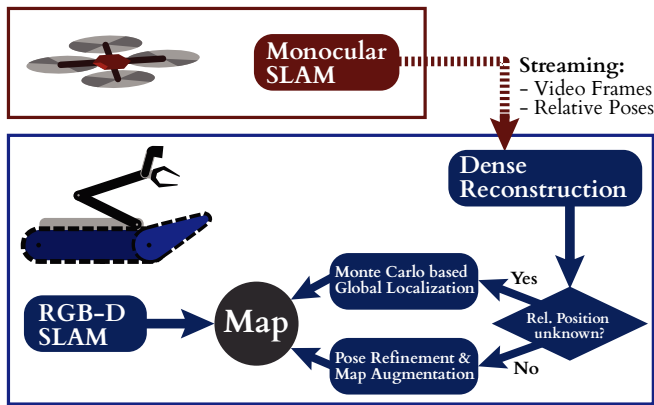 Monocular
SLAM
Streaming:
- Video Frames
- Relative Poses
Dense
Reconstruction
Monte Carlo based
Global Localization
Yes
RGB-D
SLAM
Map
Rel. Position
unknown?
Pose Refinement &
Map Augmentation
No